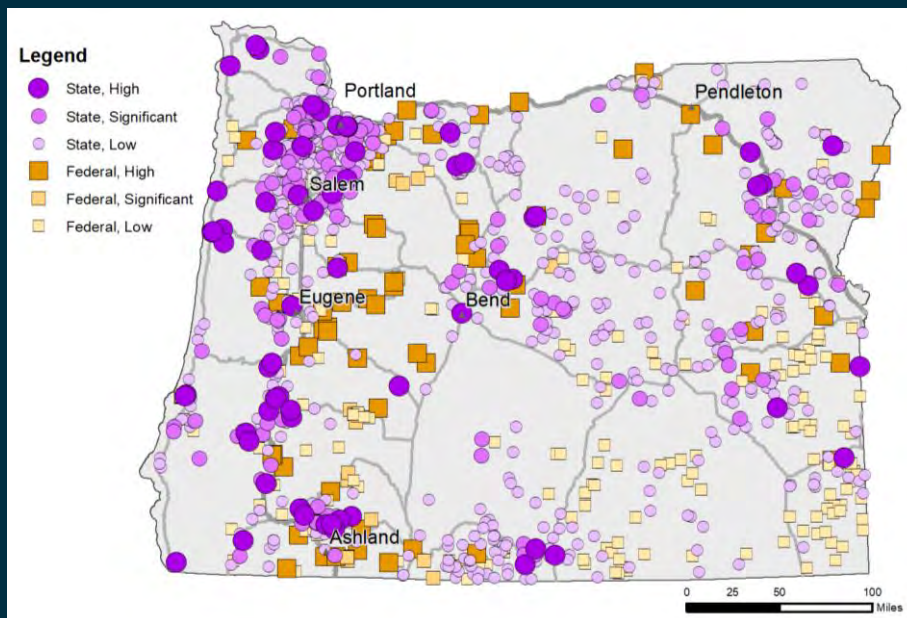 Legend
State, High
State, Significant
State, Low
Federal, High
Federal, Significant
Federal, Low
Portland
Pendleton
Salem
Eugene
Bend
Ashland
0 25 50 100
Miles